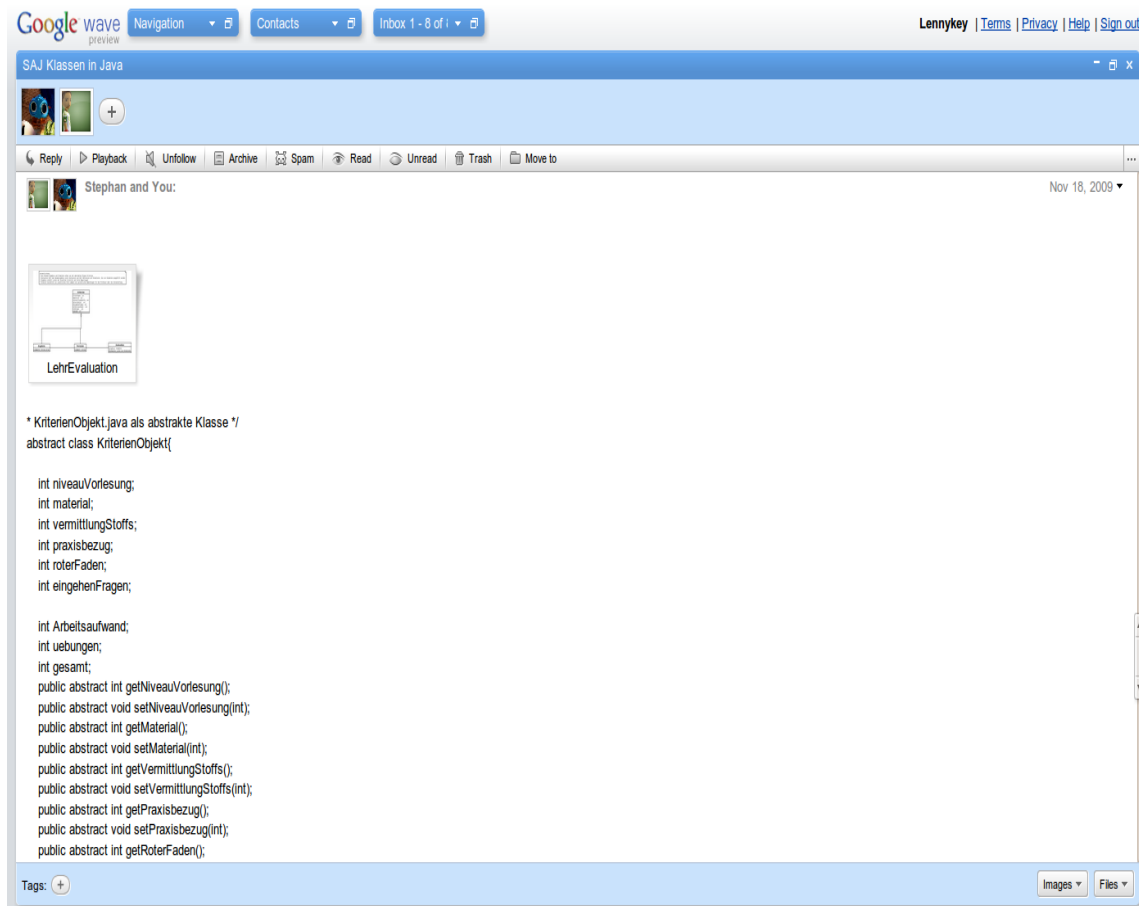 Google wave preview
Navigation
Contacts
Inbox 1 - 8 of
Lennykey | Terms | Privacy | Help | Sign out
SAJ Klassen in Java
Reply Playback Unfollow Archive Spam Read Unread Trash Move to ...
Stephan and You:
Nov 18, 2009
LehrEvaluation
* KriterienObjekt.java als abstrakte Klasse */
abstract class KriterienObjekt{
int niveauVorlesung;
int material;
int vermittlungStoffs;
int praxisbezug;
int roterFaden;
int eingehenFragen;
int Arbeitsaufwand;
int uebungen;
int gesamt;
public abstract int getNiveauVorlesung();
public abstract void setNiveauVorlesung(int);
public abstract int getMaterial();
public abstract void setMaterial(int);
public abstract int getVermittlungStoffs();
public abstract void setVermittlungStoffs(int);
public abstract int getPraxisbezug();
public abstract void setPraxisbezug(int);
public abstract int getRoterFaden();
Tags:
Images
Files